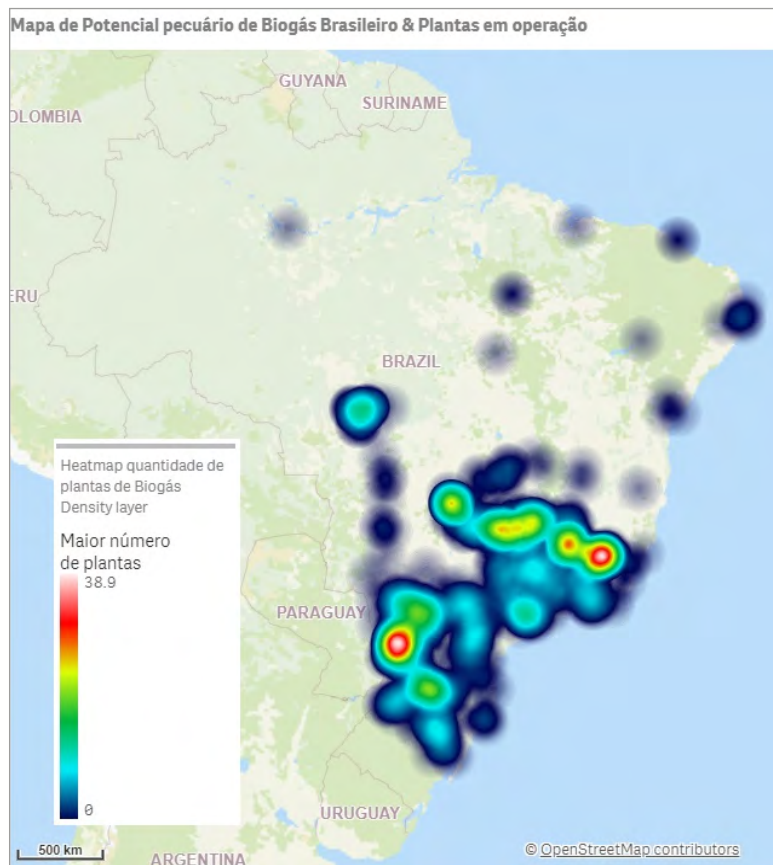 Mapa de Potencial pecuário de Biogás Brasileiro & Plantas em operação
GUYANA
SURINAME
OLOMBIA
ERU
BRAZIL
Heatmap quantidade de
plantas de Biogás
Density layer
Maior número
de plantas
38.9
0
PARAGUAY
URUGUAY
ARGENTINA
500 km
© OpenStreetMap contributors